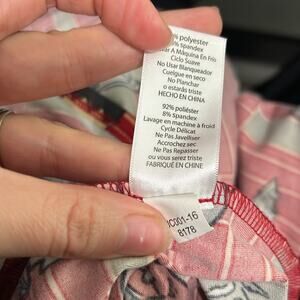 % polyester
% spandex
var A Máquina En Frío
Ciclo Suave
No Usar Blanqueador
Cuelgue en seco
No Planchar
o estarás triste
HECHO EN CHINA
92% poliéster
8% spandex
Lavage en machine à froid
Cycle Délicat
Ne Pas Javelliser
Accrochez sec
Ne Pas Repasser
ou vous serez triste
FABRIQUÉ EN CHINE
C001-16
8178